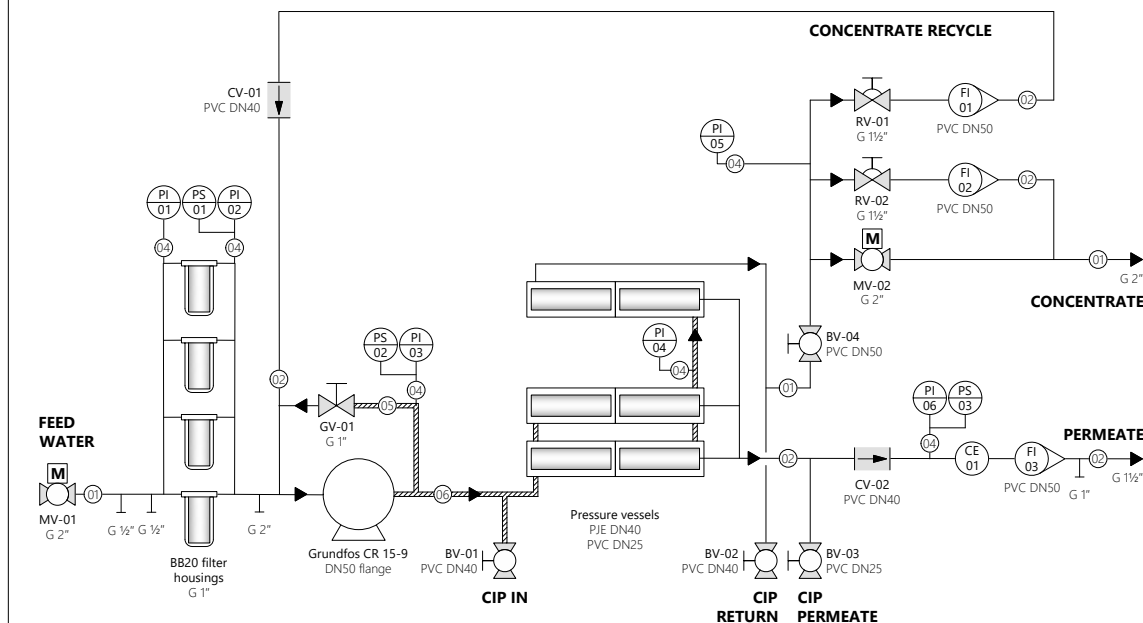 CONCENTRATE RECYCLE
CV-01
PVC DN40
FI
01
02
RV-01
G 1½"
PVC DN50
PI
05
04
FI
02
02
RV-02
G 1½"
PVC DN50
PI
01
PS
01
PI
02
04
04
M
MV-02
G 2"
01
G 2"
CONCENTRATE
PS
02
PI
03
04
PI
04
04
BV-04
PVC DN50
01
02
GV-01
G 1"
05
PI
06
PS
03
04
FEED
WATER
M
MV-01
G 2"
01
G ½"
G ½"
BB20 filter
housings
G 1"
G 2"
Grundfos CR 15-9
DN50 flange
06
BV-01
PVC DN40
CIP IN
Pressure vessels
PJE DN40
PVC DN25
02
CV-02
PVC DN40
CE
01
FI
03
PVC DN50
G 1"
PERMEATE
02
G 1½"
BV-02
PVC DN40
CIP
RETURN
BV-03
PVC DN25
CIP
PERMEATE